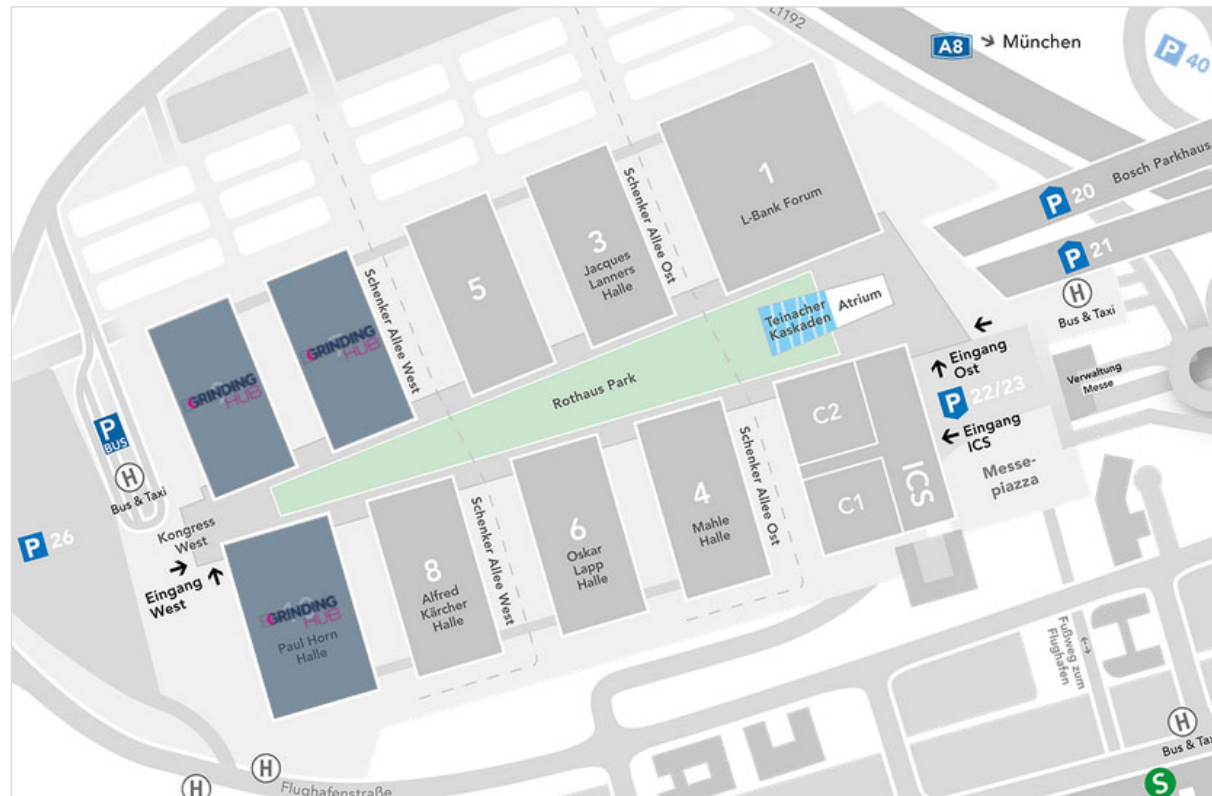 L1192
A8
München
P 40
Bosch Parkhaus
P 20
P 21
H
Bus & Taxi
1
L-Bank Forum
Schenker Allee Ost
3
Jacques
Lanners
Halle
5
Schenker Allee West
GRINDING
HUB
GRINDING
HUB
Teinacher
Kaskaden
Atrium
Eingang
Ost
P 22/23
Verwaltung
Messe
Eingang
ICS
Messe-
piazza
Rothaus Park
C2
C1
ICS
P
BUS
H
Bus & Taxi
P 26
Kongress
West
Eingang
West
GRINDING
HUB
Paul Horn
Halle
8
Alfred
Kärcher
Halle
Schenker Allee West
6
Oskar
Lapp
Halle
4
Mahle
Halle
Schenker Allee Ost
Fußweg zum
Flughafen
H
Bus & Taxi
S
H
H
Flughafenstraße